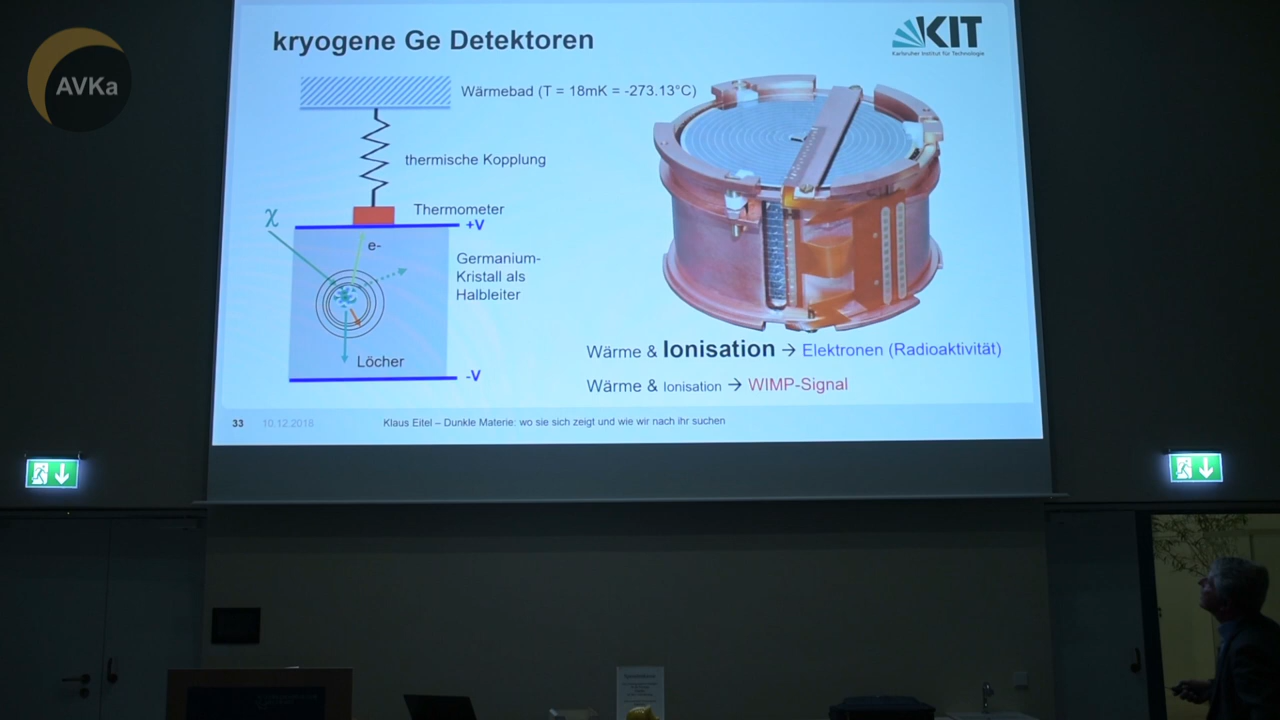 AVKa
kryogene Ge Detektoren
KIT
Karlsruher Institut für Technologie
Wärmebad (T = 18mK = -273.13°C)
thermische Kopplung
Thermometer
+V
χ
e-
Germanium-
Kristall als
Halbleiter
Löcher
-V
Wärme & Ionisation → Elektronen (Radioaktivität)
Wärme & Ionisation → WIMP-Signal
33 10.12.2018 Klaus Eitel – Dunkle Materie: wo sie sich zeigt und wie wir nach ihr suchen